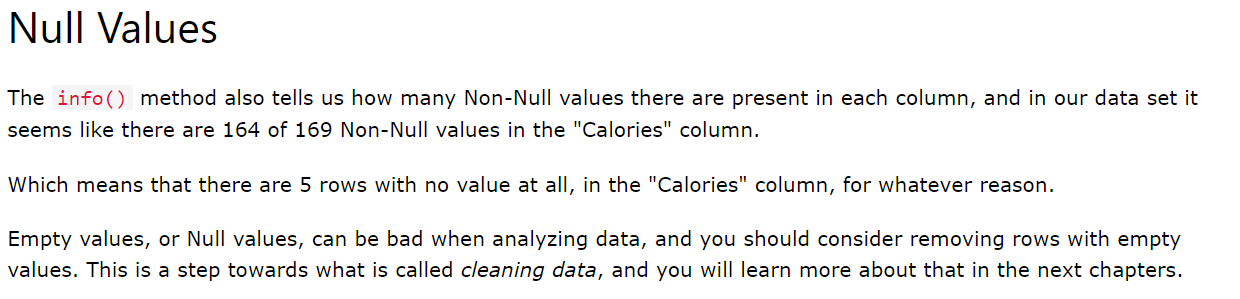 Null Values
The info() method also tells us how many Non-Null values there are present in each column, and in our data set it
seems like there are 164 of 169 Non-Null values in the "Calories" column.
Which means that there are 5 rows with no value at all, in the "Calories" column, for whatever reason.
Empty values, or Null values, can be bad when analyzing data, and you should consider removing rows with empty
values. This is a step towards what is called cleaning data, and you will learn more about that in the next chapters.